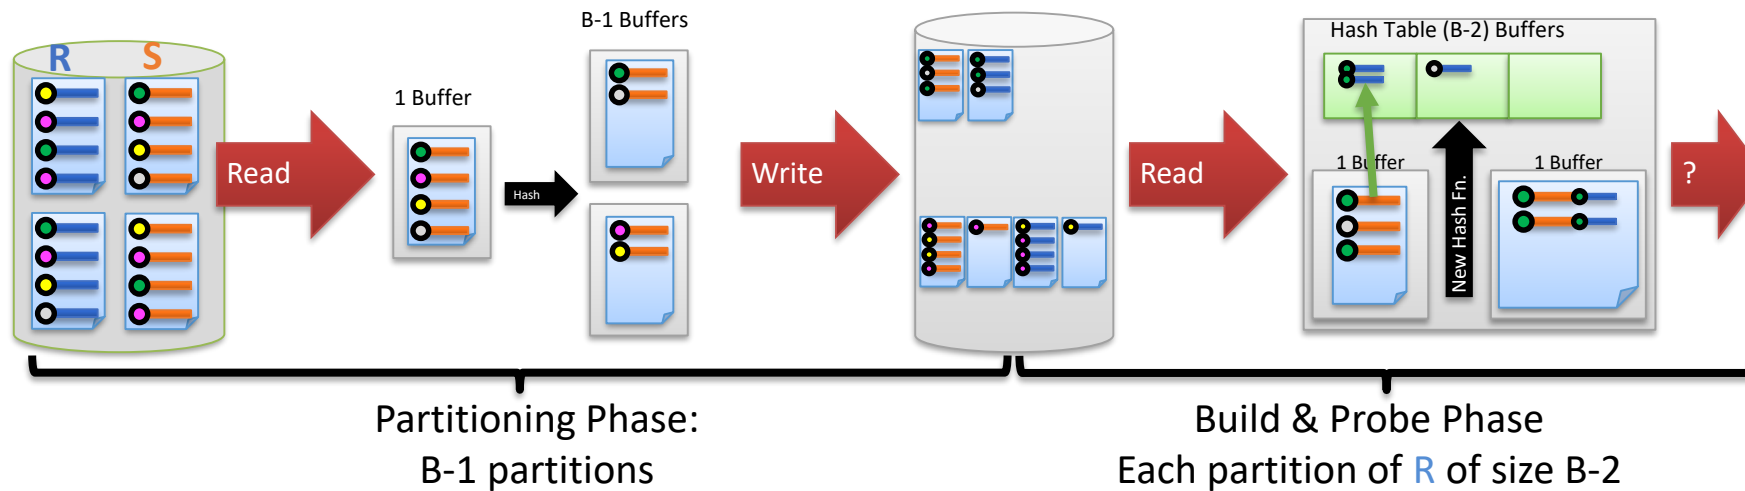 R
S
Read
1 Buffer
Hash
B-1 Buffers
Write
Read
Hash Table (B-2) Buffers
1 Buffer
New Hash Fn.
1 Buffer
?
Partitioning Phase:
B-1 partitions
Build & Probe Phase
Each partition of R of size B-2